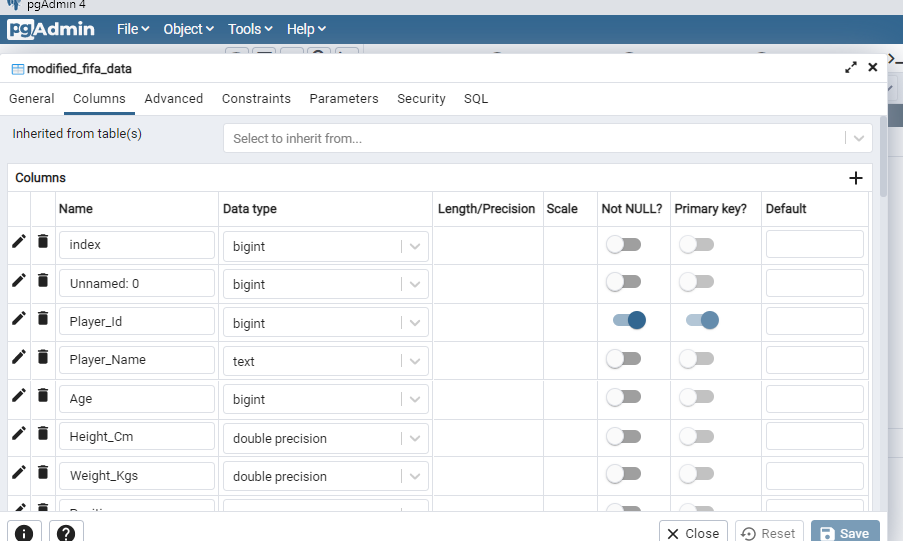 pgAdmin 4
pgAdmin File Object Tools Help
modified_fifa_data
General Columns Advanced Constraints Parameters Security SQL
Inherited from table(s) Select to inherit from...
Columns
Name Data type Length/Precision Scale Not NULL? Primary key? Default
index bigint
Unnamed: 0 bigint
Player_Id bigint
Player_Name text
Age bigint
Height_Cm double precision
Weight_Kgs double precision
Close Reset Save